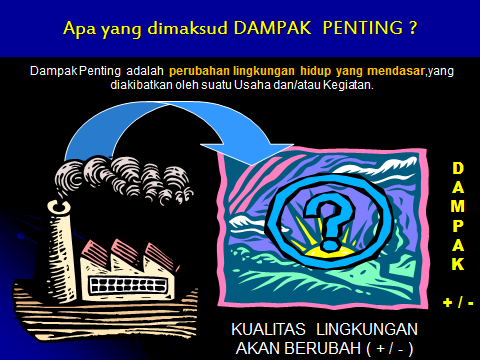 Apa yang dimaksud DAMPAK PENTING ?
Dampak Penting adalah perubahan lingkungan hidup yang mendasar,yang
diakibatkan oleh suatu Usaha dan/atau Kegiatan.
?
D
A
M
P
A
K
+ / -
KUALITAS LINGKUNGAN
AKAN BERUBAH ( + / - )